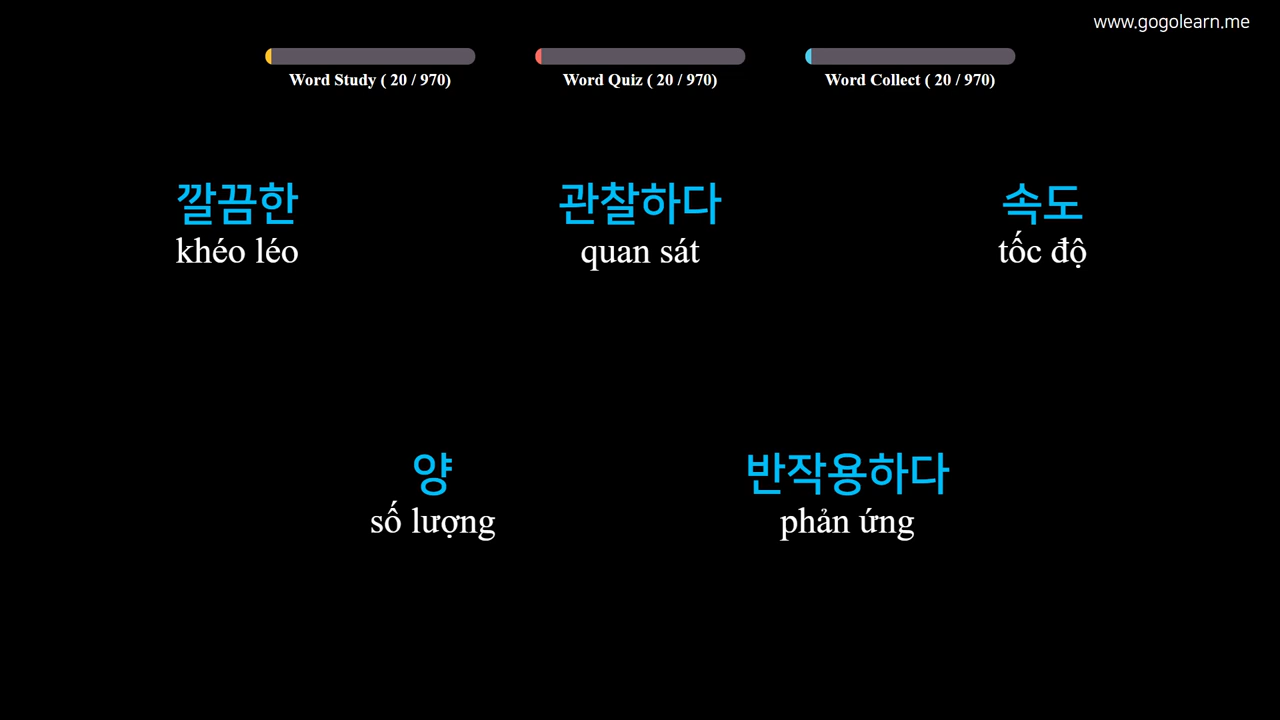 www.gogolearn.me
Word Study ( 20 / 970)
Word Quiz ( 20 / 970)
Word Collect ( 20 / 970)
깔끔한
khéo léo
관찰하다
quan sát
속도
tốc độ
양
số lượng
반작용하다
phản ứng